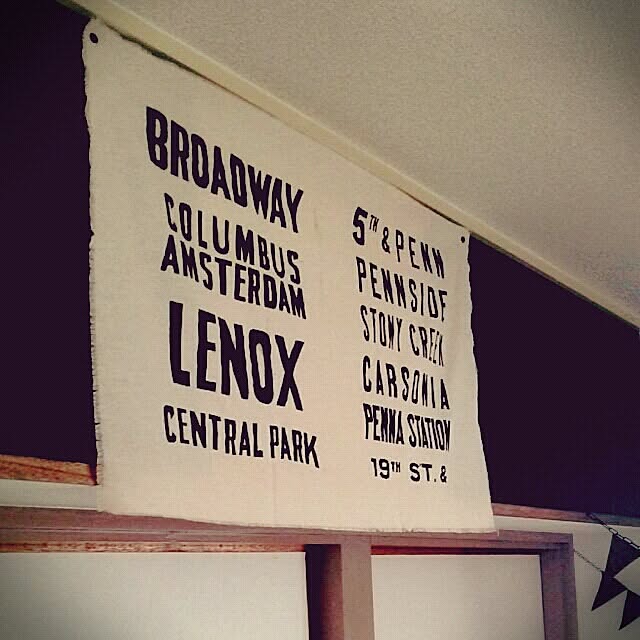 BROADWAY
COLUMBUS
AMSTERDAM
LENOX
CENTRAL PARK
5TH & PENN
PENNSIDE
STONY CREEK
CARSONIA
PENNA STATION
19TH ST. &